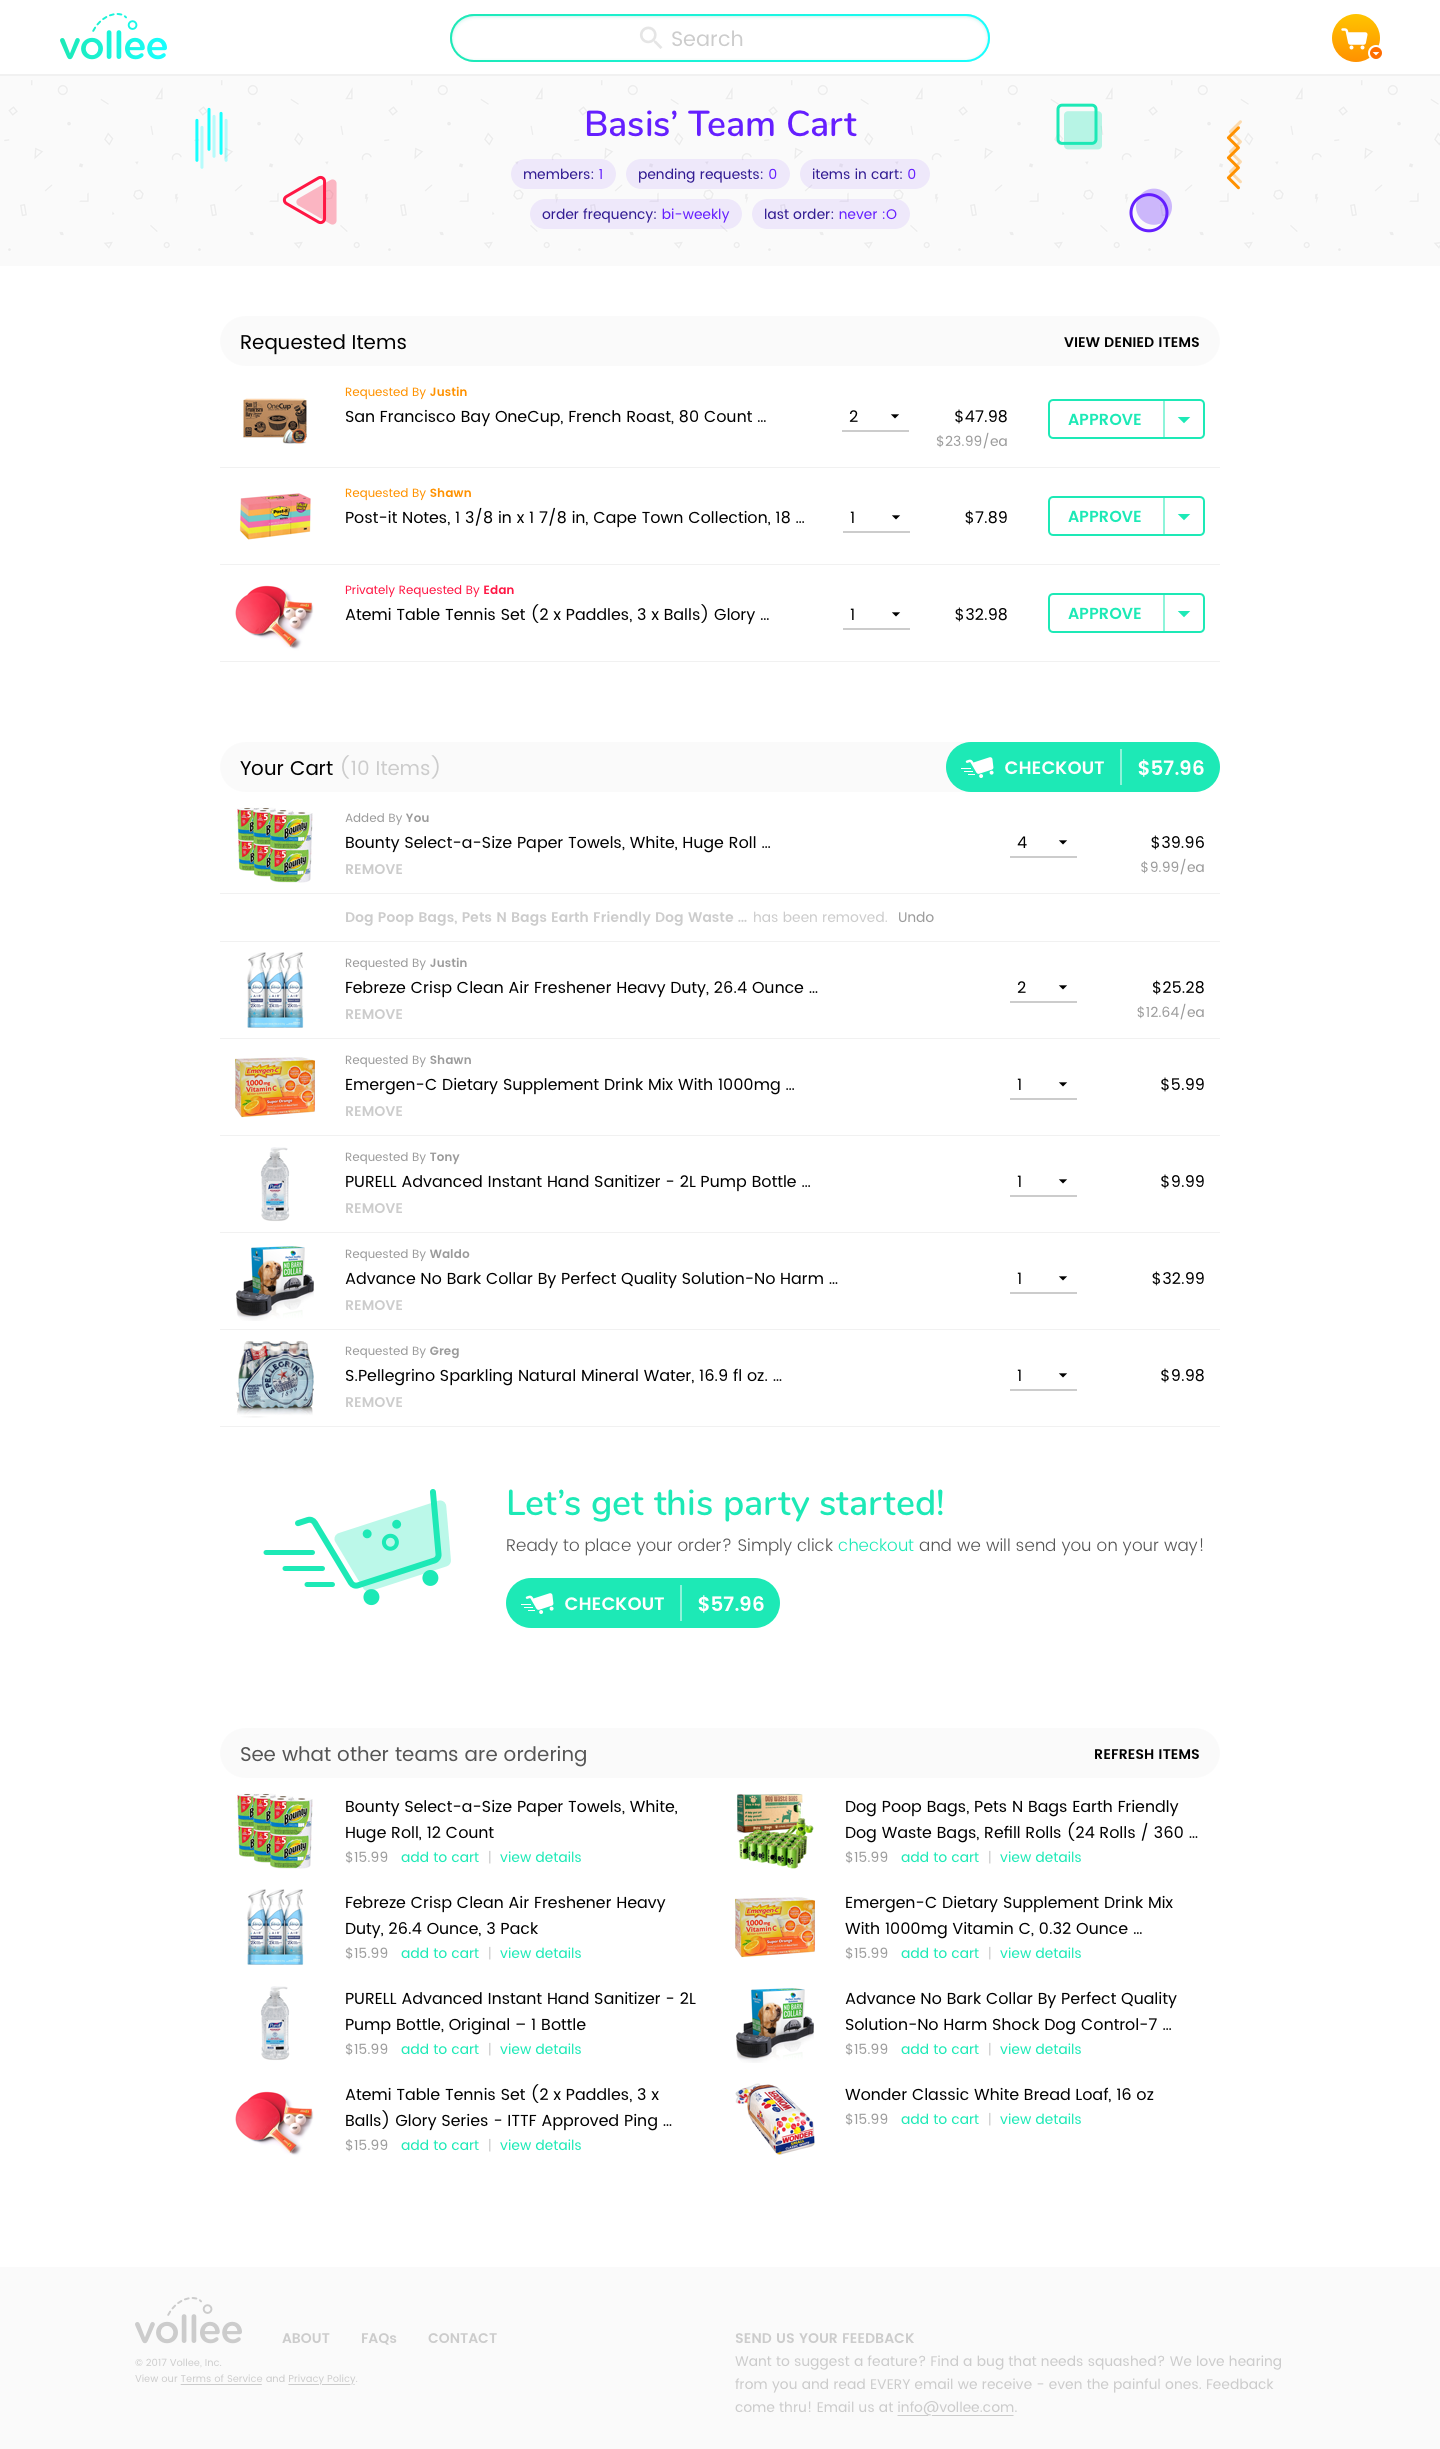 vollee
Search
Basis’ Team Cart
members: 1
pending requests: 0
items in cart: 0
order frequency: bi-weekly
last order: never :O
Requested Items
VIEW DENIED ITEMS
Requested By Justin
San Francisco Bay OneCup, French Roast, 80 Count ...
2
$47.98
$23.99/ea
APPROVE
Requested By Shawn
Post-it Notes, 1 3/8 in x 1 7/8 in, Cape Town Collection, 18 ...
1
$7.89
APPROVE
Privately Requested By Edan
Atemi Table Tennis Set (2 x Paddles, 3 x Balls) Glory ...
1
$32.98
APPROVE
Your Cart (10 Items)
CHECKOUT
$57.96
Added By You
Bounty Select-a-Size Paper Towels, White, Huge Roll ...
REMOVE
4
$39.96
$9.99/ea
Dog Poop Bags, Pets N Bags Earth Friendly Dog Waste ... has been removed. Undo
Requested By Justin
Febreze Crisp Clean Air Freshener Heavy Duty, 26.4 Ounce ...
REMOVE
2
$25.28
$12.64/ea
Requested By Shawn
Emergen-C Dietary Supplement Drink Mix With 1000mg ...
REMOVE
1
$5.99
Requested By Tony
PURELL Advanced Instant Hand Sanitizer - 2L Pump Bottle ...
REMOVE
1
$9.99
Requested By Waldo
Advance No Bark Collar By Perfect Quality Solution-No Harm ...
REMOVE
1
$32.99
Requested By Greg
S.Pellegrino Sparkling Natural Mineral Water, 16.9 fl oz. ...
REMOVE
1
$9.98
Let’s get this party started!
Ready to place your order? Simply click checkout and we will send you on your way!
CHECKOUT
$57.96
See what other teams are ordering
REFRESH ITEMS
Bounty Select-a-Size Paper Towels, White,
Huge Roll, 12 Count
$15.99 add to cart | view details
Dog Poop Bags, Pets N Bags Earth Friendly
Dog Waste Bags, Refill Rolls (24 Rolls / 360 ...
$15.99 add to cart | view details
Febreze Crisp Clean Air Freshener Heavy
Duty, 26.4 Ounce, 3 Pack
$15.99 add to cart | view details
Emergen-C Dietary Supplement Drink Mix
With 1000mg Vitamin C, 0.32 Ounce ...
$15.99 add to cart | view details
PURELL Advanced Instant Hand Sanitizer - 2L
Pump Bottle, Original – 1 Bottle
$15.99 add to cart | view details
Advance No Bark Collar By Perfect Quality
Solution-No Harm Shock Dog Control-7 ...
$15.99 add to cart | view details
Atemi Table Tennis Set (2 x Paddles, 3 x
Balls) Glory Series - ITTF Approved Ping ...
$15.99 add to cart | view details
Wonder Classic White Bread Loaf, 16 oz
$15.99 add to cart | view details
vollee
ABOUT
FAQs
CONTACT
© 2017 Vollee, Inc.
View our Terms of Service and Privacy Policy.
SEND US YOUR FEEDBACK
Want to suggest a feature? Find a bug that needs squashed? We love hearing
from you and read EVERY email we receive - even the painful ones. Feedback
come thru! Email us at info@vollee.com.